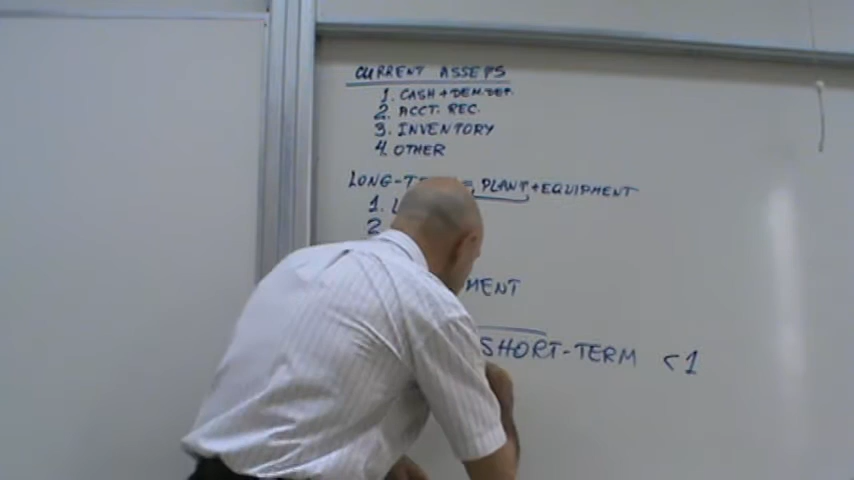 CURRENT ASSETS
1. CASH + DEM. DEP.
2. ACCT. REC.
3. INVENTORY
4. OTHER
LONG-TE = PLANT + EQUIPMENT
1. L
2
MENT
SHORT-TERM <1